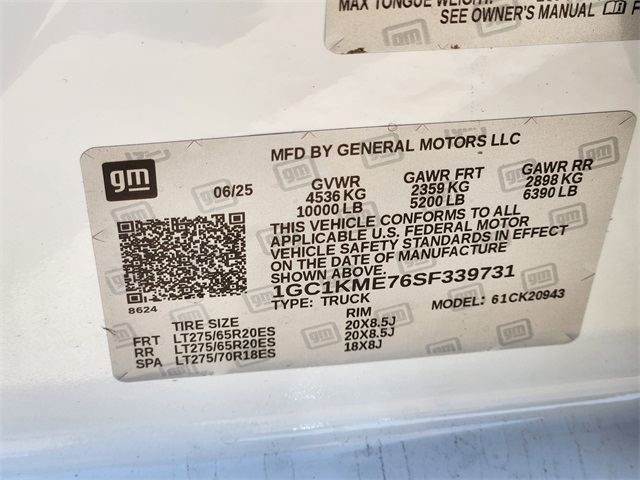 MAX TONGUE WEIGHT:
SEE OWNER'S MANUAL
gm
MFD BY GENERAL MOTORS LLC
06/25
GVWR GAWR FRT GAWR RR
4536 KG 2359 KG 2898 KG
10000 LB 5200 LB 6390 LB
THIS VEHICLE CONFORMS TO ALL
APPLICABLE U.S. FEDERAL MOTOR
VEHICLE SAFETY STANDARDS IN EFFECT
ON THE DATE OF MANUFACTURE
SHOWN ABOVE.
1GC1KME76SF339731
8624
TYPE: TRUCK MODEL: 61CK20943
TIRE SIZE RIM
FRT LT275/65R20ES 20X8.5J
RR LT275/65R20ES 20X8.5J
SPA LT275/70R18ES 18X8J